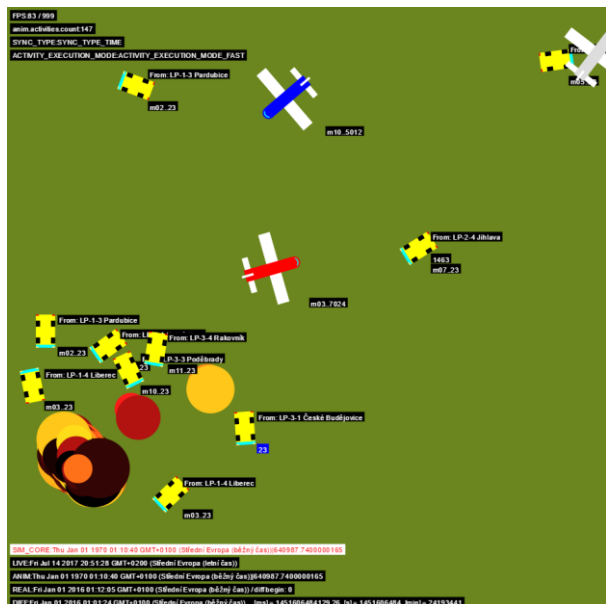 FPS:83 / 999
anim.activities.count:147
SYNC_TYPE:SYNC_TYPE_TIME
ACTIVITY_EXECUTION_MODE:ACTIVITY_EXECUTION_MODE_FAST
From: LP-1-3 Pardubice
m02..23
m10..5012
From: LP-2-4 Jihlava
1463
m07..23
m03..7024
From: LP-1-3 Pardubice
m02..23
From: LP-3-4 Rakovník
LP-3-3 Poděbrady
m11..23
From: LP-1-4 Liberec
m10..23
m03..23
From: LP-3-1 České Budějovice
23
From: LP-1-4 Liberec
m03..23
SIM_CORE:Thu Jan 01 1970 01:10:40 GMT+0100 (Střední Evropa (běžný čas))|640987.7400000165
LIVE:Fri Jul 14 2017 20:51:28 GMT+0200 (Střední Evropa (letní čas))
ANIM:Thu Jan 01 1970 01:10:40 GMT+0100 (Střední Evropa (běžný čas))|640987.7400000165
REAL:Fri Jan 01 2016 01:12:05 GMT+0100 (Střední Evropa (běžný čas)) / diffbegin: 0